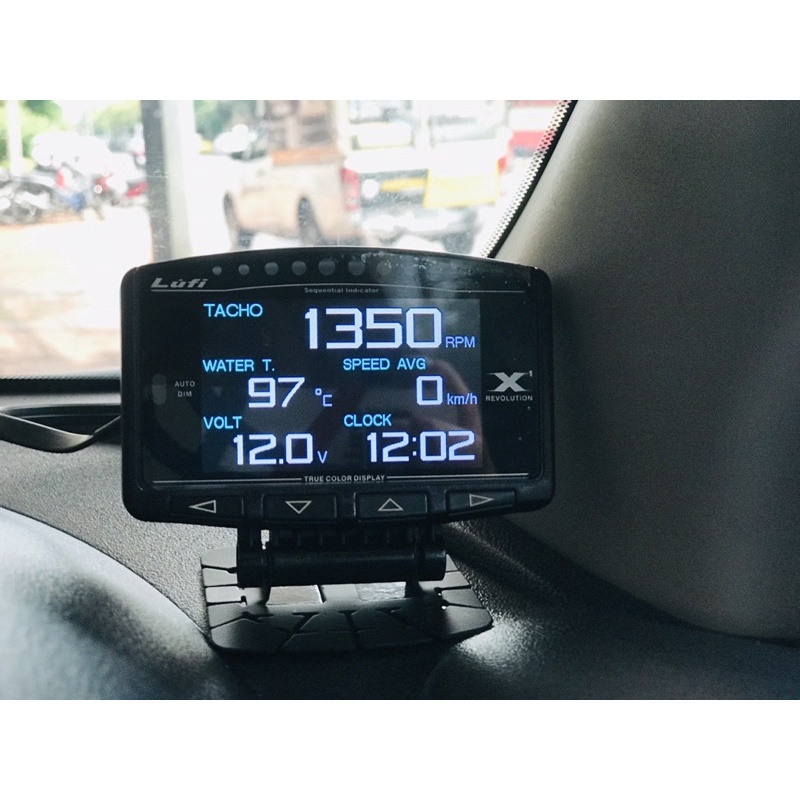 Lufi
Sequential Indicator
TACHO
1350 RPM
WATER T.
97 °C
SPEED AVG
0 km/h
VOLT
12.0 V
CLOCK
12:02
AUTO
DIM
X1
REVOLUTION
TRUE COLOR DISPLAY